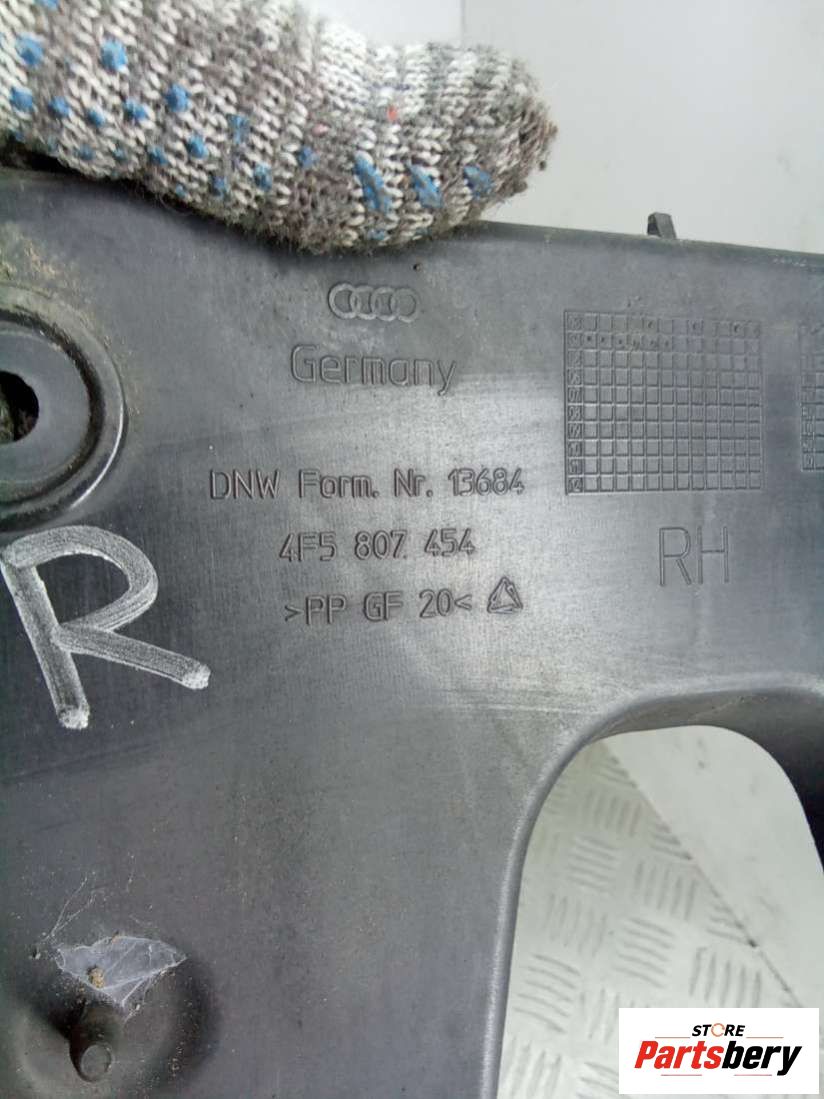 Germany
DNW Form. Nr. 13684
4F5 807 454
RH
>PP GF 20<
R
STORE
Partsbery